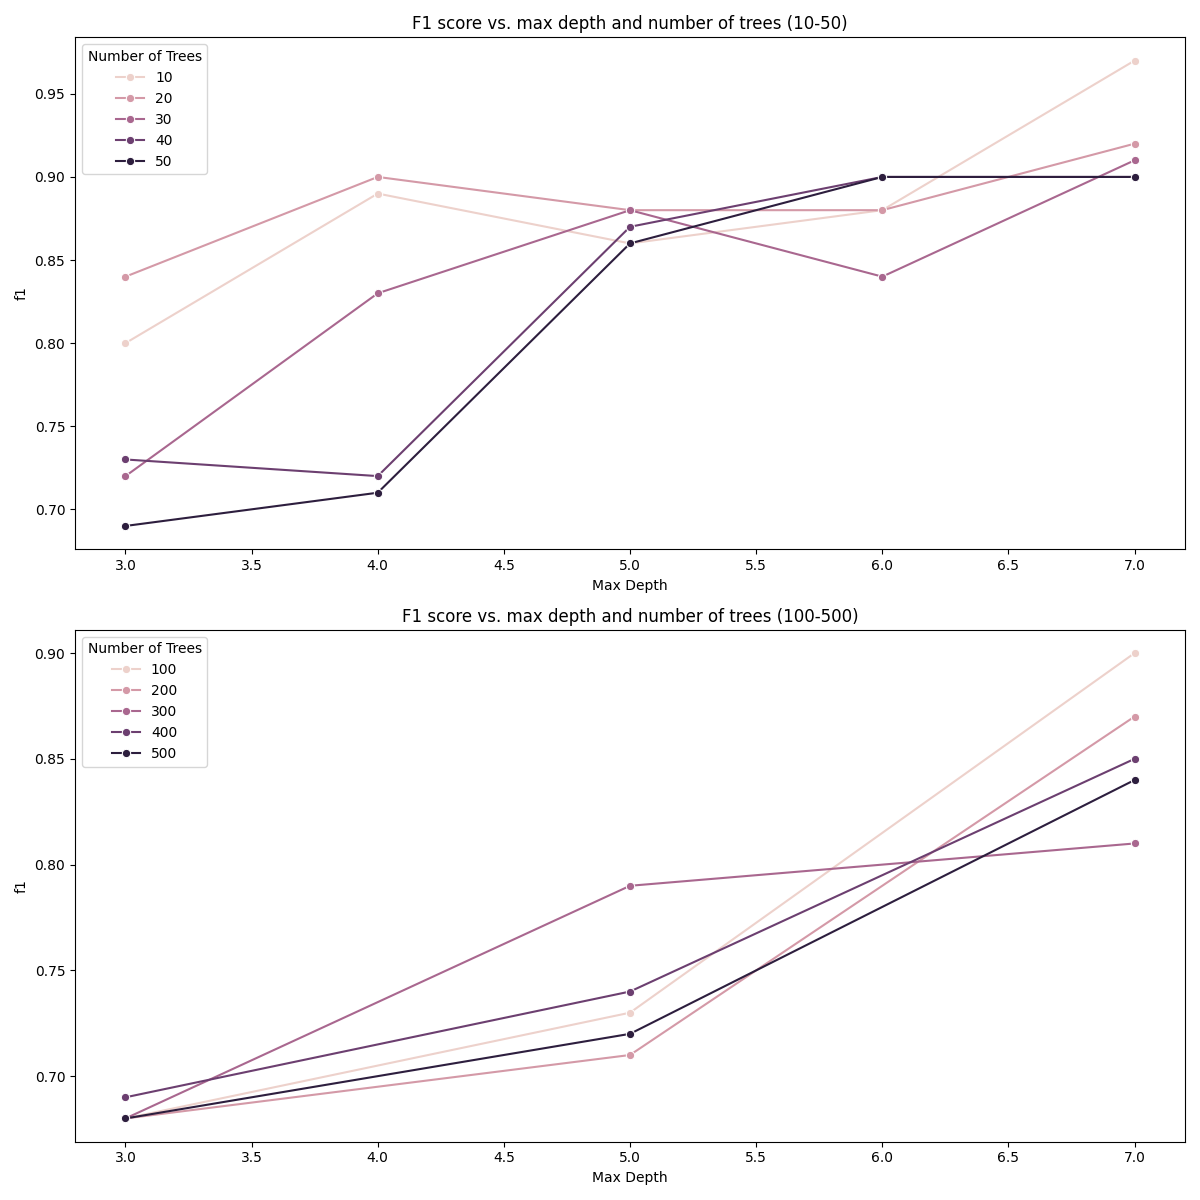 F1 score vs. max depth and number of trees (10-50)
Number of Trees
10
20
30
40
50
0.95
0.90
0.85
0.80
0.75
0.70
f1
3.0 3.5 4.0 4.5 5.0 5.5 6.0 6.5 7.0
Max Depth
F1 score vs. max depth and number of trees (100-500)
Number of Trees
100
200
300
400
500
0.90
0.85
0.80
0.75
0.70
f1
3.0 3.5 4.0 4.5 5.0 5.5 6.0 6.5 7.0
Max Depth